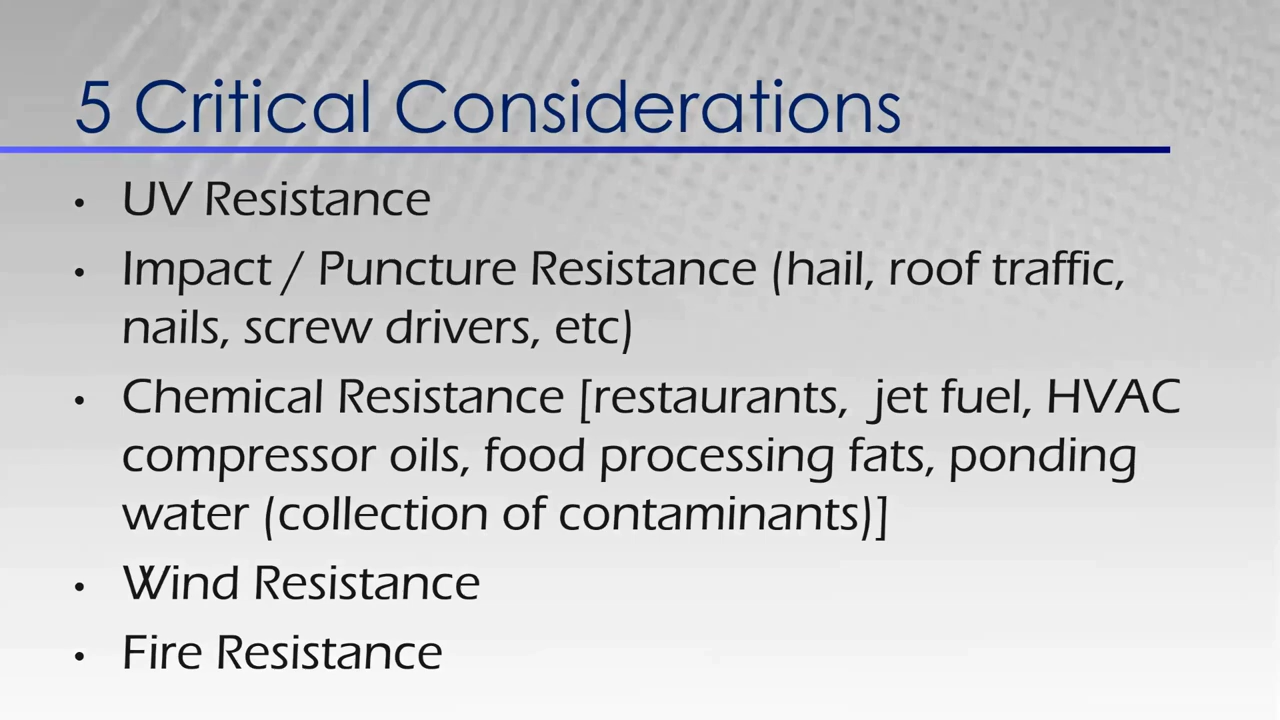 5 Critical Considerations
• UV Resistance
• Impact / Puncture Resistance (hail, roof traffic,
nails, screw drivers, etc)
• Chemical Resistance [restaurants,  jet fuel, HVAC
compressor oils, food processing fats, ponding
water (collection of contaminants)]
• Wind Resistance
• Fire Resistance